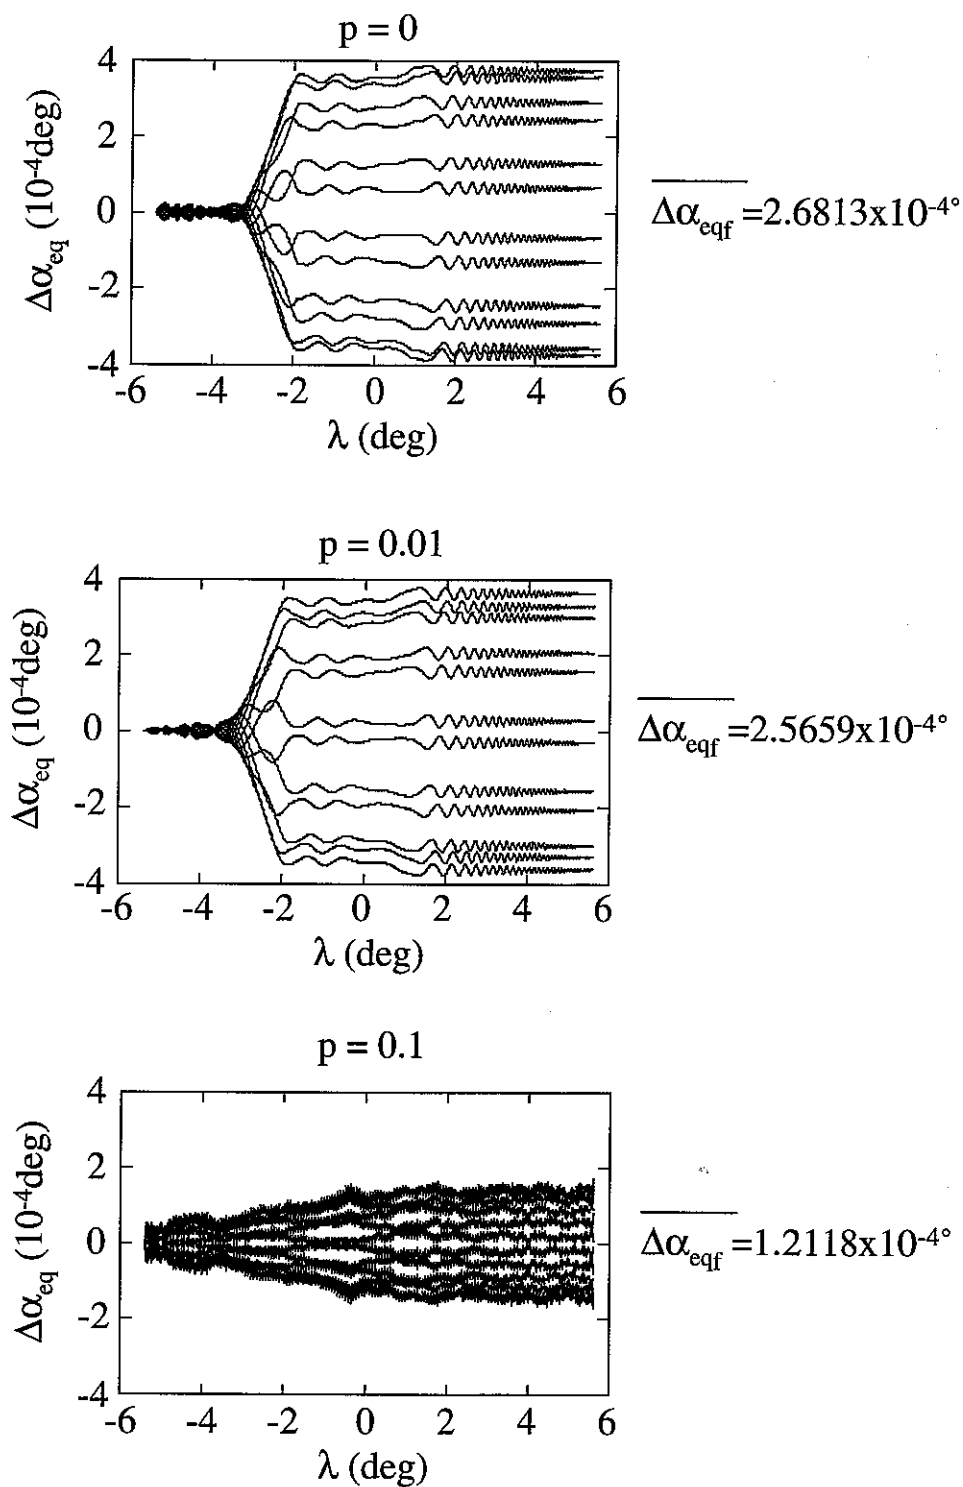 p = 0
4
2
0
-2
-4
Δα_eq (10^-4deg)
-6 -4 -2 0 2 4 6
λ (deg)
Δα_eqf =2.6813x10^-4°
p = 0.01
4
2
0
-2
-4
Δα_eq (10^-4deg)
-6 -4 -2 0 2 4 6
λ (deg)
Δα_eqf =2.5659x10^-4°
p = 0.1
4
2
0
-2
-4
Δα_eq (10^-4deg)
-6 -4 -2 0 2 4 6
λ (deg)
Δα_eqf =1.2118x10^-4°